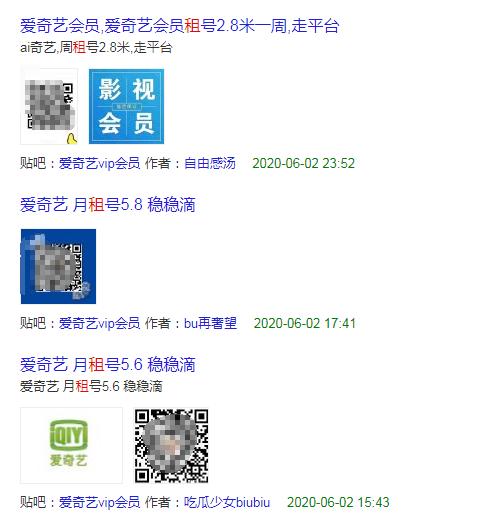 爱奇艺会员,爱奇艺会员租号2.8米一周,走平台
ai奇艺,周租号2.8米,走平台
影视
会员
贴吧：爱奇艺vip会员 作者：自由感汤 2020-06-02 23:52
爱奇艺 月租号5.8 稳稳滴
贴吧：爱奇艺vip会员 作者：bu再奢望 2020-06-02 17:41
爱奇艺 月租号5.6 稳稳滴
爱奇艺 月租号5.6 稳稳滴
iQIYI
爱奇艺
贴吧：爱奇艺vip会员 作者：吃瓜少女biubiu 2020-06-02 15:43